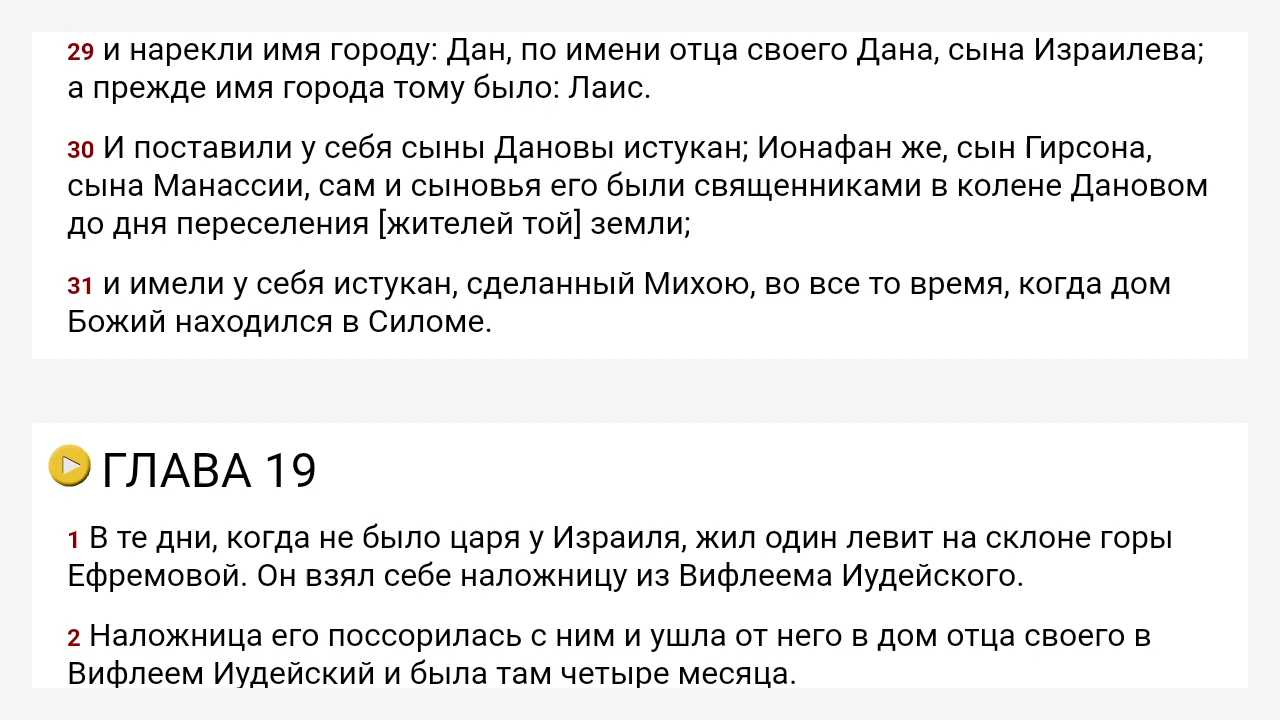 29 и нарекли имя городу: Дан, по имени отца своего Дана, сына Израилева;
а прежде имя города тому было: Лаис.
30 И поставили у себя сыны Дановы истукан; Ионафан же, сын Гирсона,
сына Манассии, сам и сыновья его были священниками в колене Дановом
до дня переселения [жителей той] земли;
31 и имели у себя истукан, сделанный Михою, во все то время, когда дом
Божий находился в Силоме.
ГЛАВА 19
1 В те дни, когда не было царя у Израиля, жил один левит на склоне горы
Ефремовой. Он взял себе наложницу из Вифлеема Иудейского.
2 Наложница его поссорилась с ним и ушла от него в дом отца своего в
Вифлеем Иудейский и была там четыре месяца.